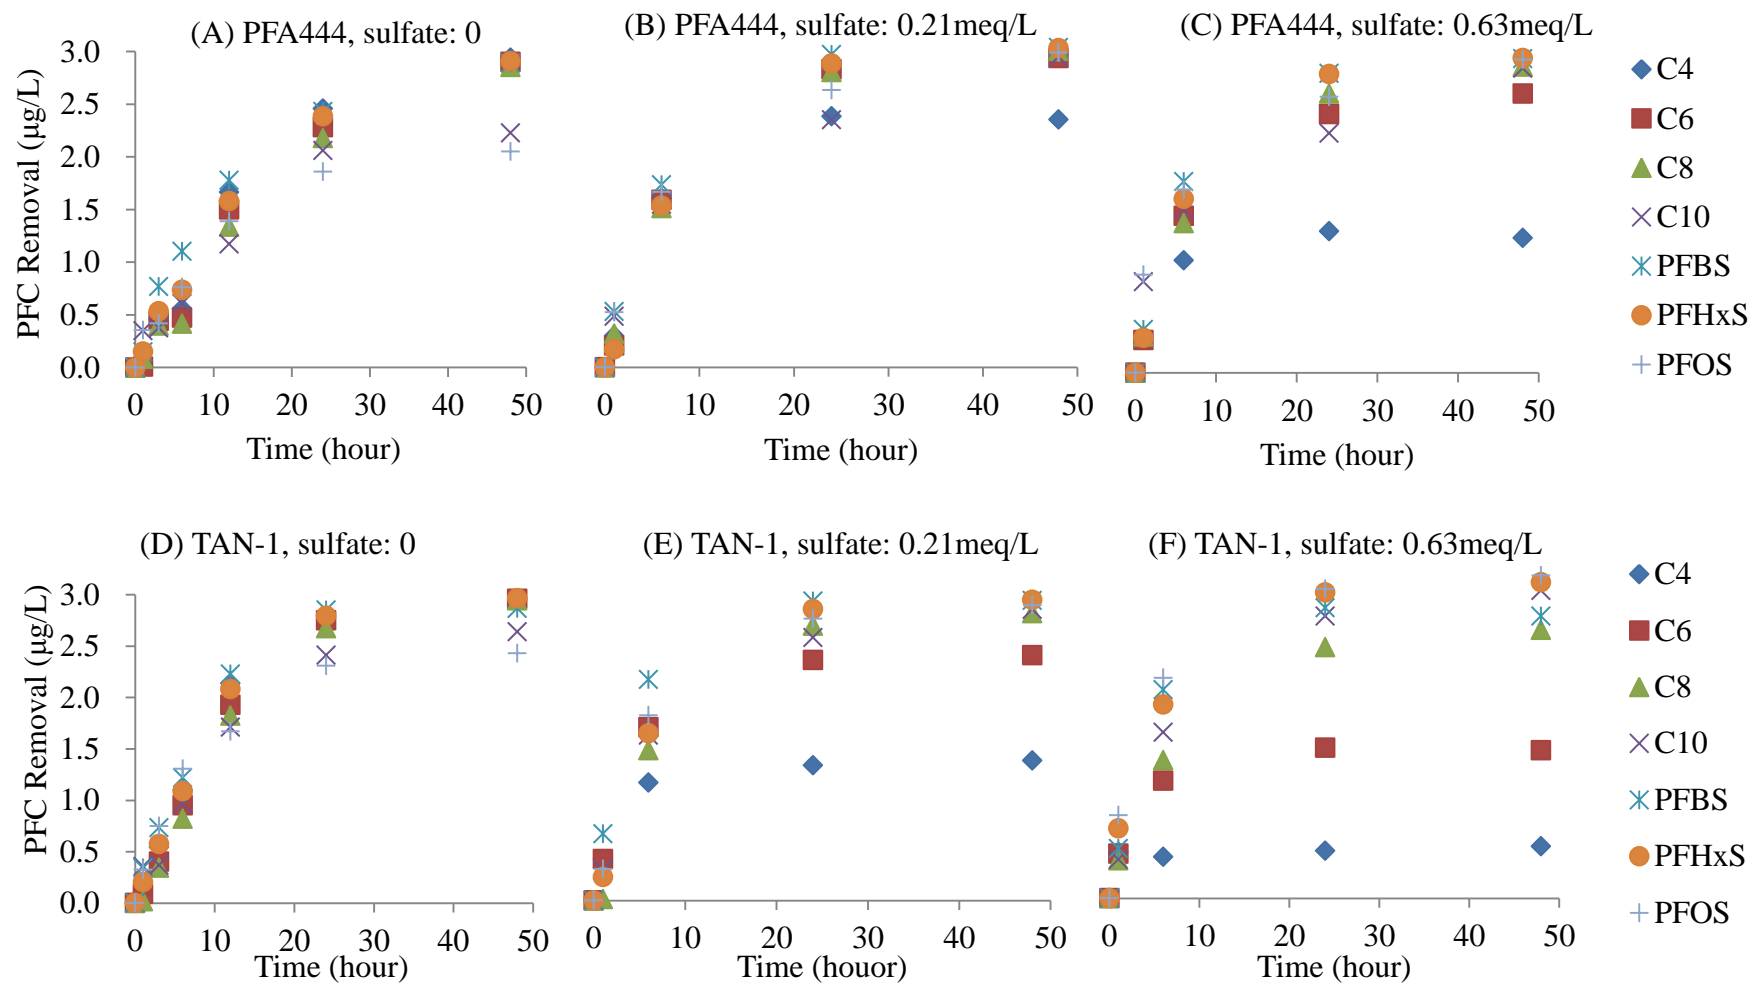 (A) PFA444, sulfate: 0
(B) PFA444, sulfate: 0.21meq/L
(C) PFA444, sulfate: 0.63meq/L
PFC Removal (µg/L)
3.0
2.5
2.0
1.5
1.0
0.5
0.0
0 10 20 30 40 50
Time (hour)
0 10 20 30 40 50
Time (hour)
0 10 20 30 40 50
Time (hour)
C4
C6
C8
C10
PFBS
PFHxS
PFOS
(D) TAN-1, sulfate: 0
(E) TAN-1, sulfate: 0.21meq/L
(F) TAN-1, sulfate: 0.63meq/L
PFC Removal (µg/L)
3.0
2.5
2.0
1.5
1.0
0.5
0.0
0 10 20 30 40 50
Time (hour)
0 10 20 30 40 50
Time (houor)
0 10 20 30 40 50
Time (hour)
C4
C6
C8
C10
PFBS
PFHxS
PFOS